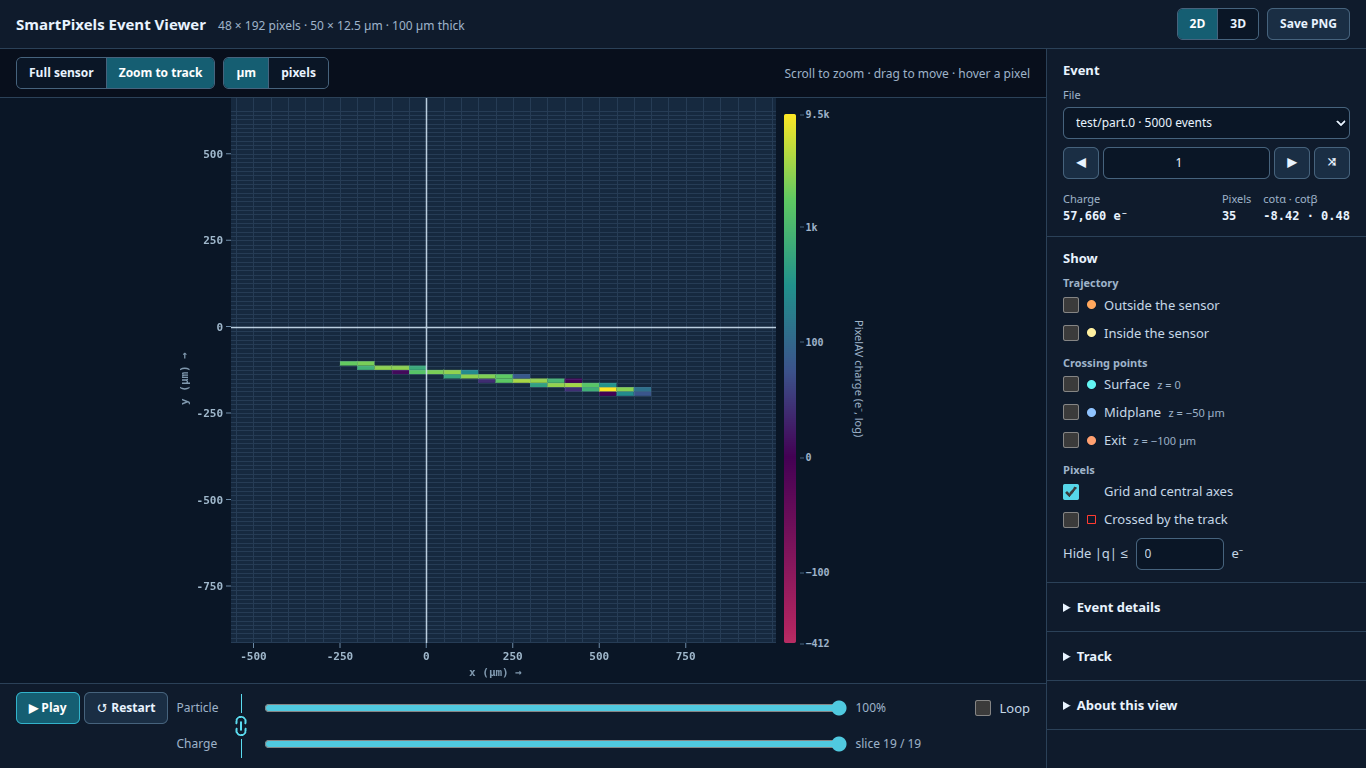 SmartPixels Event Viewer 48 × 192 pixels · 50 × 12.5 μm · 100 μm thick 2D 3D Save PNG
Full sensor Zoom to track μm pixels Scroll to zoom · drag to move · hover a pixel
500
250
0
-250
-500
-750
y (μm) →
-500 -250 0 250 500 750
x (μm) →
9.5k
1k
100
0
−100
−412
PixelAV charge (e⁻, log)
▶ Play ↺ Restart Particle 100% Loop
Charge slice 19 / 19
Event
File
test/part.0 · 5000 events
◀ 1 ▶
Charge Pixels cotα · cotβ
57,660 e⁻ 35 -8.42 · 0.48
Show
Trajectory
Outside the sensor
Inside the sensor
Crossing points
Surface z = 0
Midplane z = −50 μm
Exit z = −100 μm
Pixels
Grid and central axes
Crossed by the track
Hide |q| ≤ 0 e⁻
▶ Event details
▶ Track
▶ About this view